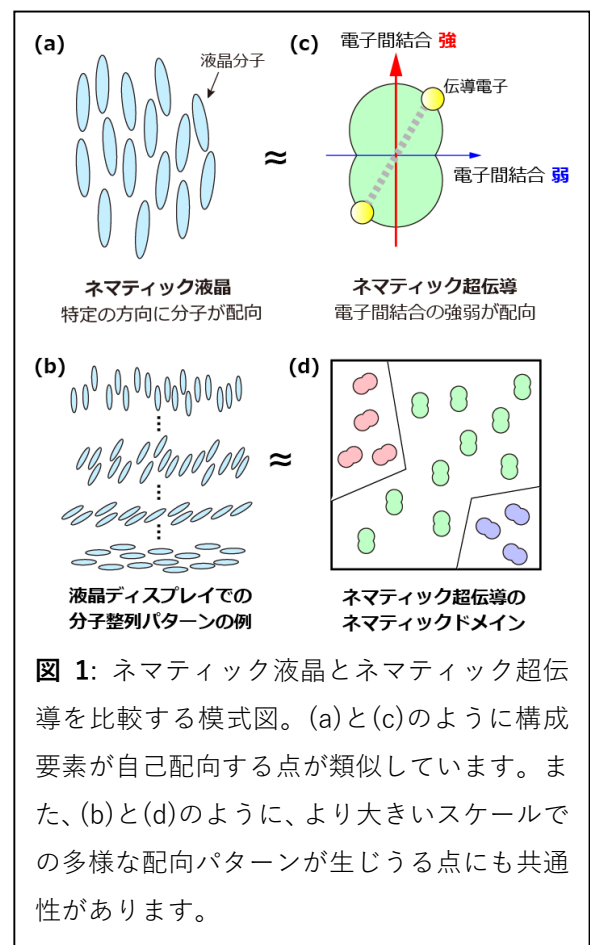 (a)
液晶分子
≈
ネマティック液晶
特定の方向に分子が配向
(c)
電子間結合 強
伝導電子
電子間結合 弱
ネマティック超伝導
電子間結合の強弱が配向
(b)
≈
液晶ディスプレイでの
分子整列パターンの例
(d)
ネマティック超伝導の
ネマティックドメイン
図 1: ネマティック液晶とネマティック超伝
導を比較する模式図。(a)と(c)のように構成
要素が自己配向する点が類似しています。ま
た、(b)と(d)のように、より大きいスケールで
の多様な配向パターンが生じうる点にも共通
性があります。